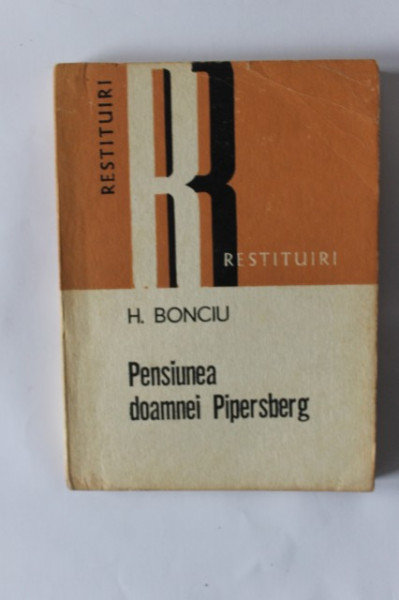 RESTITUIRI
R
RESTITUIRI
H. BONCIU
Pensiunea
doamnei Pipersberg